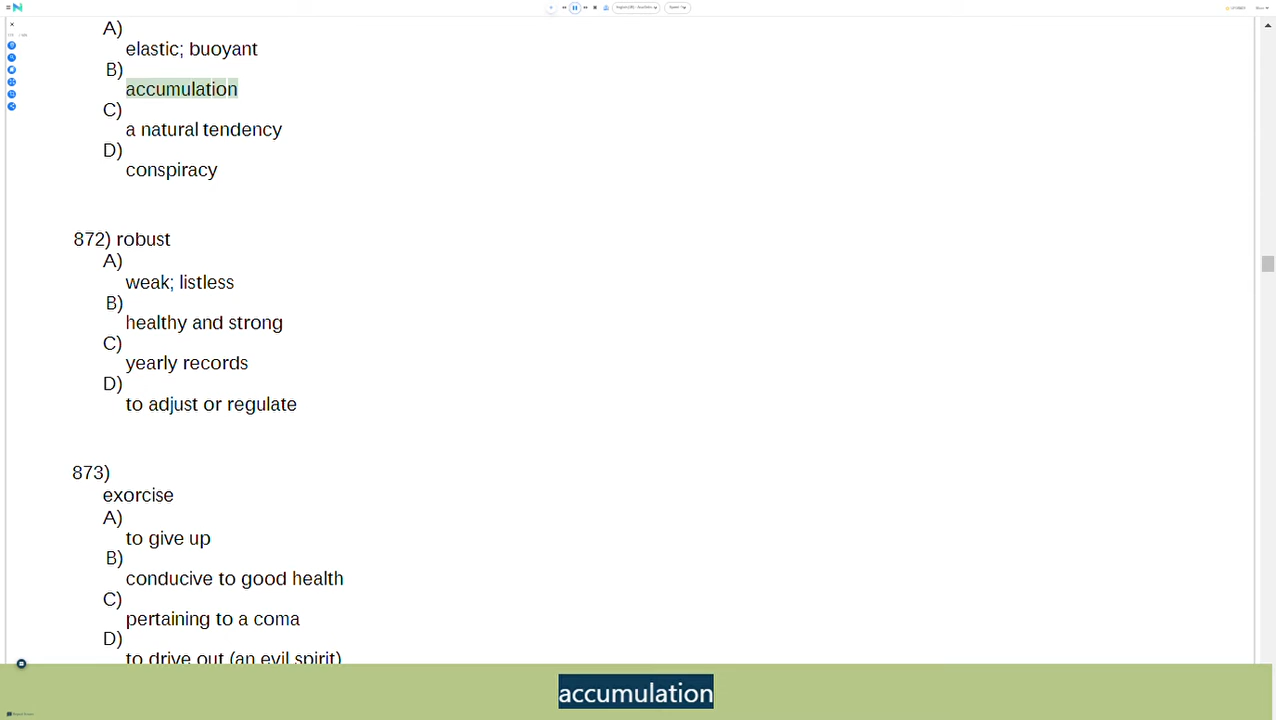 A)
elastic; buoyant
B)
accumulation
C)
a natural tendency
D)
conspiracy
872) robust
A)
weak; listless
B)
healthy and strong
C)
yearly records
D)
to adjust or regulate
873)
exorcise
A)
to give up
B)
conducive to good health
C)
pertaining to a coma
D)
to drive out (an evil spirit)
accumulation